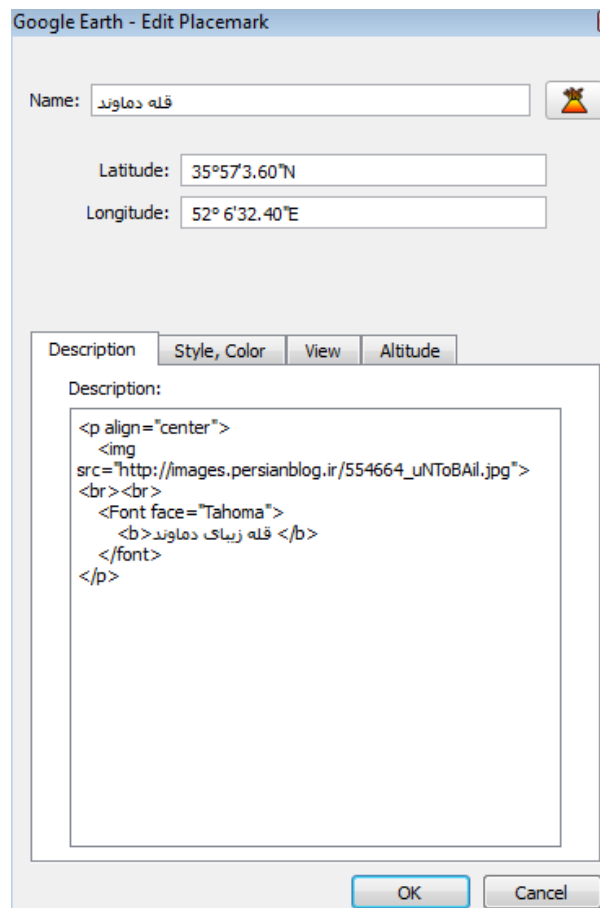 Google Earth - Edit Placemark
Name: قله دماوند
Latitude: 35°57'3.60"N
Longitude: 52° 6'32.40"E
Description Style, Color View Altitude
Description:
<p align="center">
<img
src="http://images.persianblog.ir/554664_uNToBAil.jpg">
<br><br>
<Font face="Tahoma">
<b>قله زیبای دماوند </b>
</font>
</p>
OK Cancel